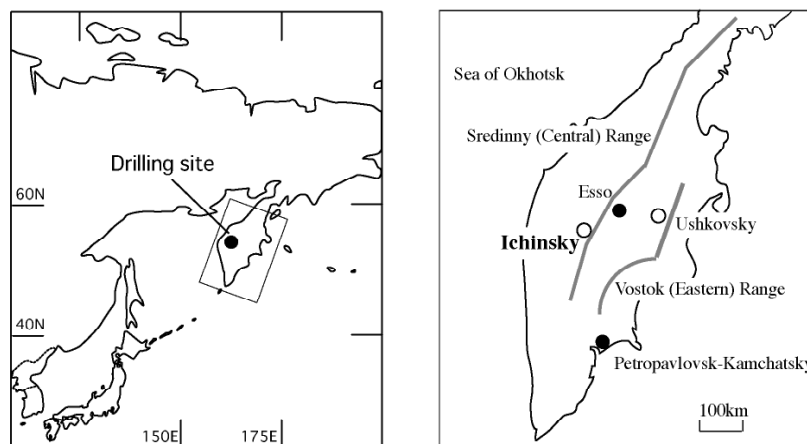 Drilling site
60N
40N
150E
175E
Sea of Okhotsk
Sredinny (Central) Range
Esso
Ichinsky
Ushkovsky
Vostok (Eastern) Range
Petropavlovsk-Kamchatsky
100km